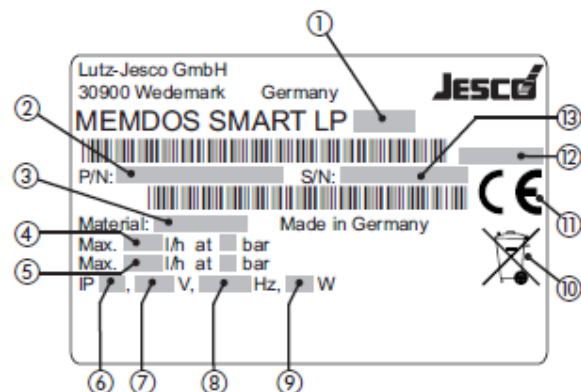 ①
Lutz-Jesco GmbH
30900 Wedemark Germany
JESCO
MEMDOS SMART LP
⑬
②
⑫
P/N: S/N:
③
CE
⑪
Material: Made in Germany
④
Max. l/h at bar
⑤
Max. l/h at bar
IP , V, Hz, W
⑩
⑥ ⑦ ⑧ ⑨